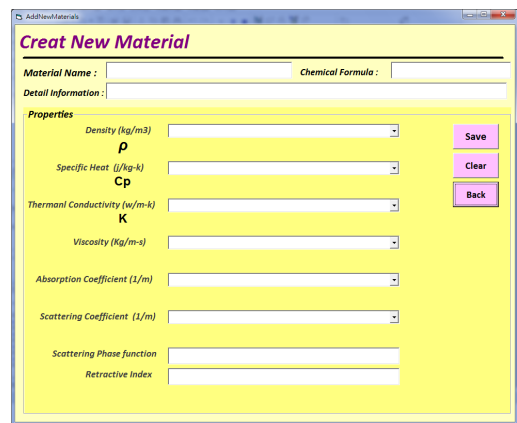 AddNewMaterials
Creat New Material
Material Name : Chemical Formula :
Detail Information :
Properties
Density (kg/m3)
ρ
Save
Specific Heat (j/kg-k)
Cp
Clear
Thermanl Conductivity (w/m-k)
K
Back
Viscosity (Kg/m-s)
Absorption Coefficient (1/m)
Scattering Coefficient (1/m)
Scattering Phase function
Retractive Index